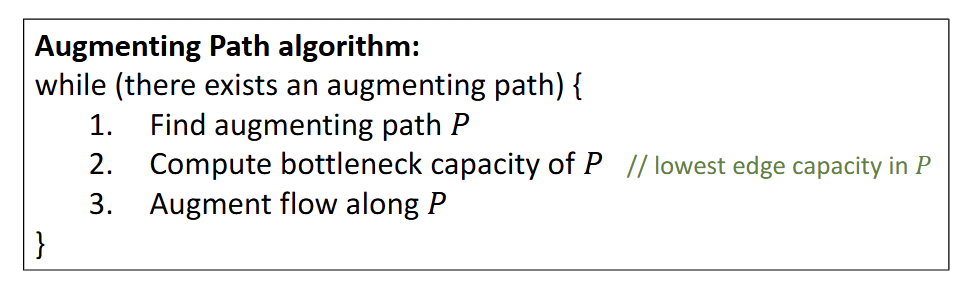 Augmenting Path algorithm:
while (there exists an augmenting path) {
1. Find augmenting path P
2. Compute bottleneck capacity of P // lowest edge capacity in P
3. Augment flow along P
}